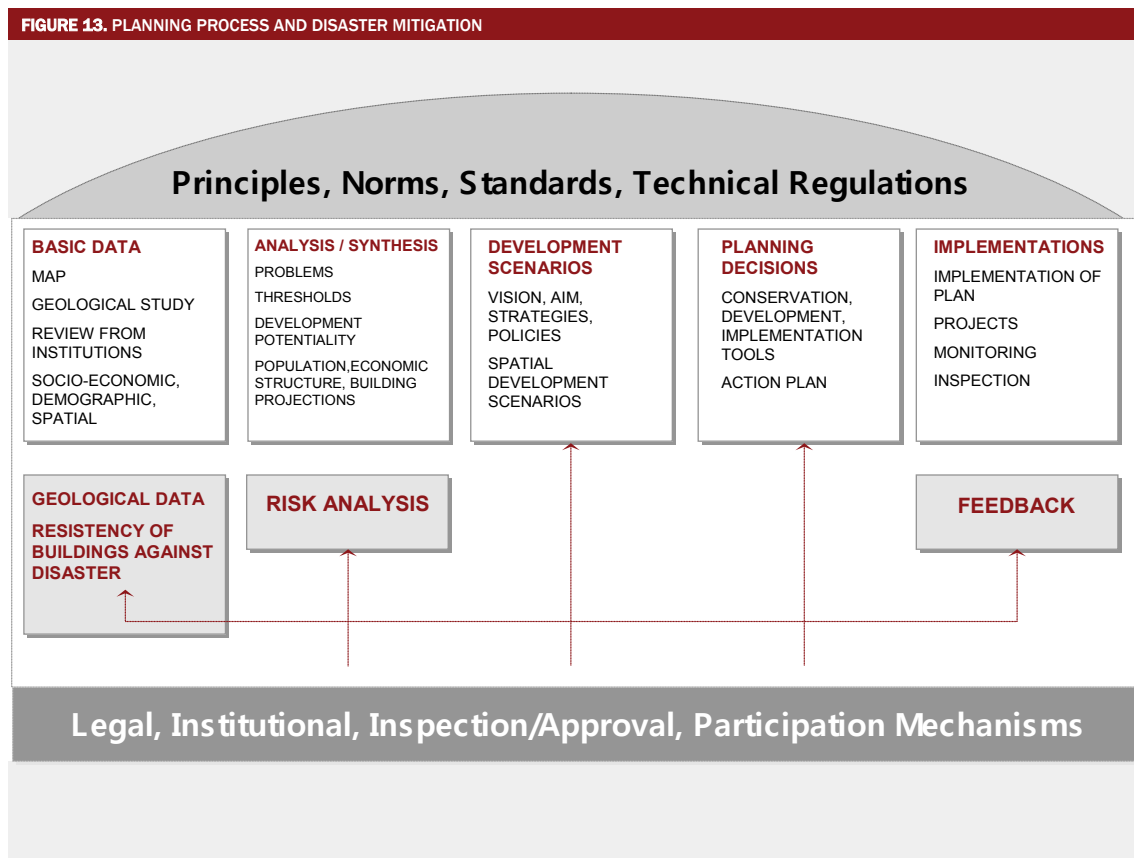 FIGURE 13. PLANNING PROCESS AND DISASTER MITIGATION
Principles, Norms, Standards, Technical Regulations
BASIC DATA
MAP
GEOLOGICAL STUDY
REVIEW FROM
INSTITUTIONS
SOCIO-ECONOMIC,
DEMOGRAPHIC,
SPATIAL
ANALYSIS / SYNTHESIS
PROBLEMS
THRESHOLDS
DEVELOPMENT
POTENTIALITY
POPULATION,ECONOMIC
STRUCTURE, BUILDING
PROJECTIONS
DEVELOPMENT
SCENARIOS
VISION, AIM,
STRATEGIES,
POLICIES
SPATIAL
DEVELOPMENT
SCENARIOS
PLANNING
DECISIONS
CONSERVATION,
DEVELOPMENT,
IMPLEMENTATION
TOOLS
ACTION PLAN
IMPLEMENTATIONS
IMPLEMENTATION OF
PLAN
PROJECTS
MONITORING
INSPECTION
GEOLOGICAL DATA
RESISTENCY OF
BUILDINGS AGAINST
DISASTER
RISK ANALYSIS
FEEDBACK
Legal, Institutional, Inspection/Approval, Participation Mechanisms